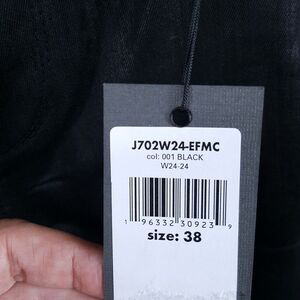 J702W24-EFMC
col: 001 BLACK
W24-24
1 96332 30923 9
size: 38